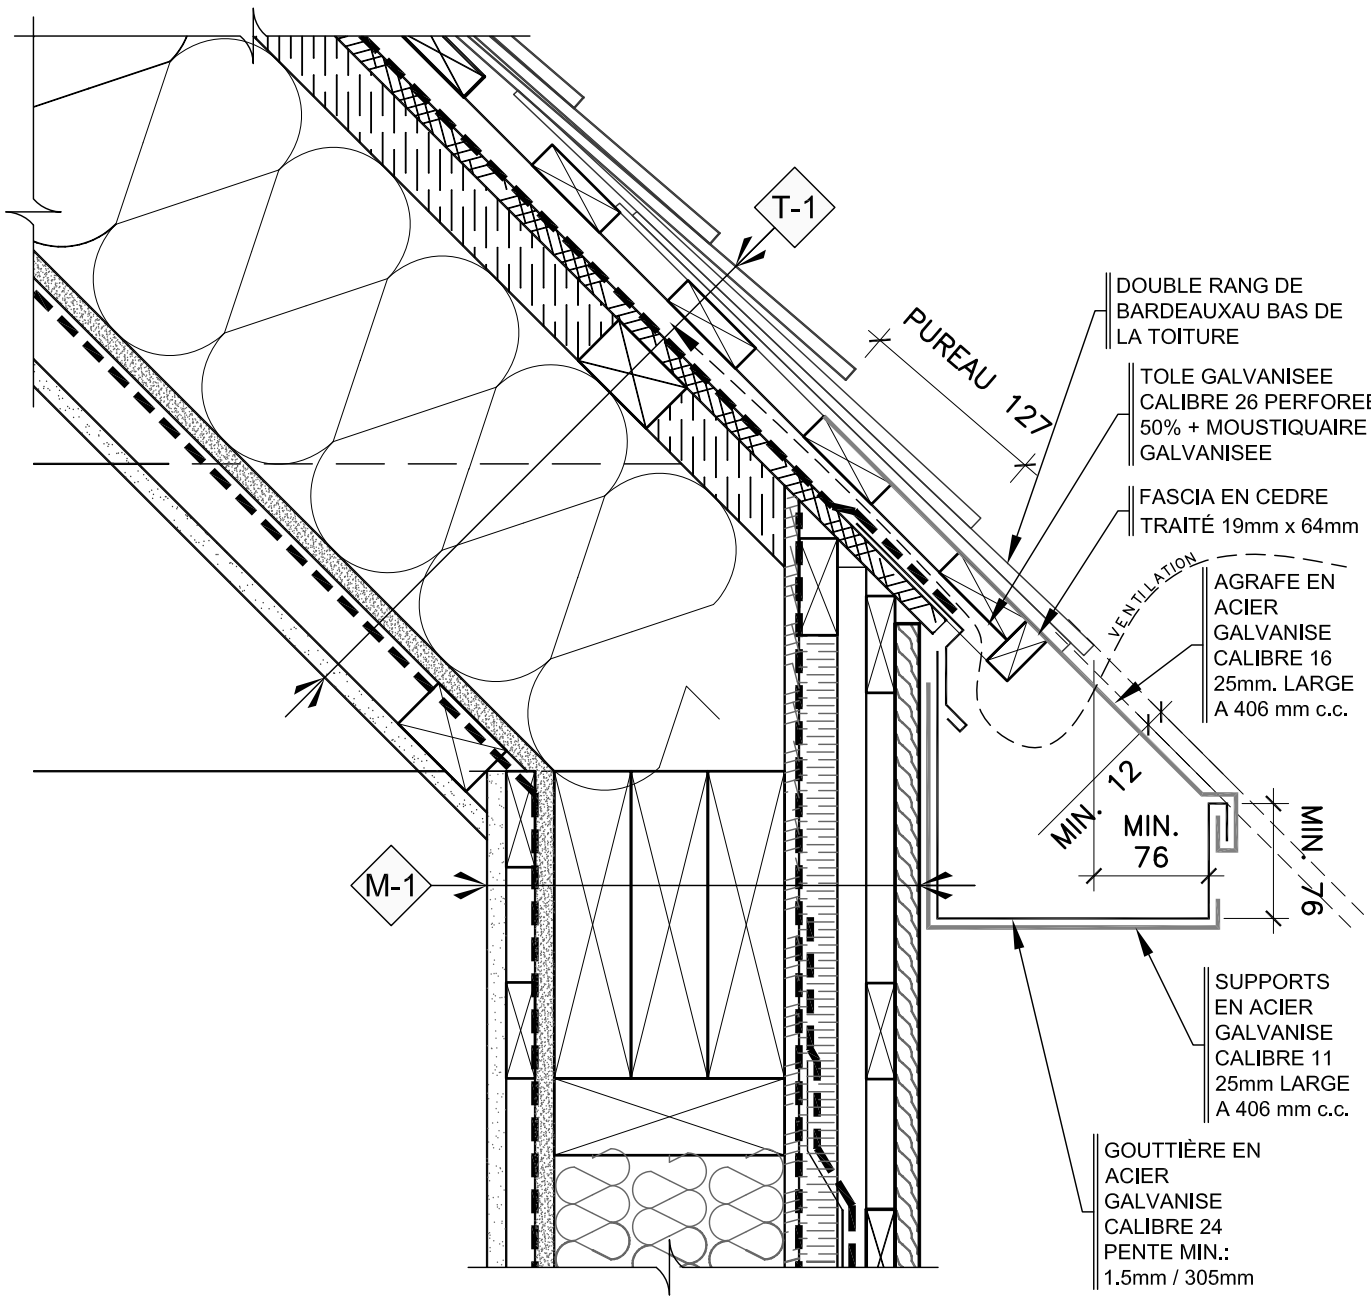 T-1
PUREAU 127
DOUBLE RANG DE
BARDEAUXAU BAS DE
LA TOITURE
TOLE GALVANISEE
CALIBRE 26 PERFOREE
50% + MOUSTIQUAIRE
GALVANISEE
FASCIA EN CEDRE
TRAITÉ 19mm x 64mm
VENTILATION
AGRAFE EN
ACIER
GALVANISE
CALIBRE 16
25mm. LARGE
A 406 mm c.c.
MIN. 12
MIN.
76
MIN. 76
M-1
SUPPORTS
EN ACIER
GALVANISE
CALIBRE 11
25mm LARGE
A 406 mm c.c.
GOUTTIÈRE EN
ACIER
GALVANISE
CALIBRE 24
PENTE MIN.:
1.5mm / 305mm